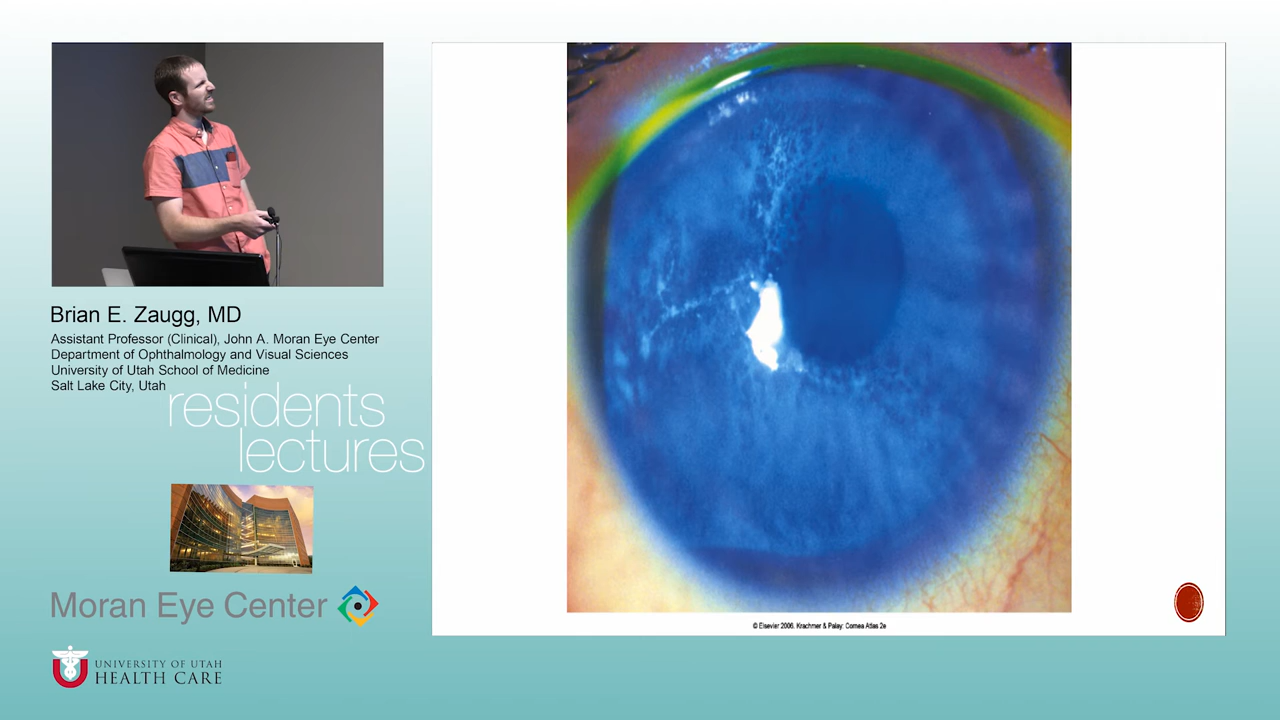 Brian E. Zaugg, MD
Assistant Professor (Clinical), John A. Moran Eye Center
Department of Ophthalmology and Visual Sciences
University of Utah School of Medicine
Salt Lake City, Utah
residents
lectures
Moran Eye Center
UNIVERSITY OF UTAH
HEALTH CARE
© Elsevier 2006. Krachmer & Palay: Cornea Atlas 2e